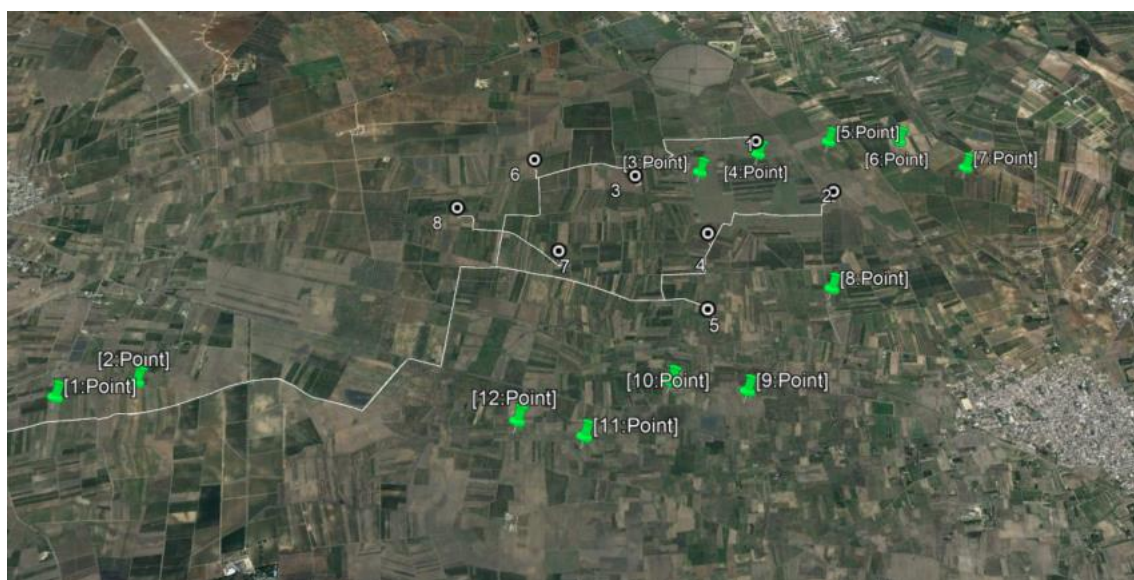 [5:Point]
1
[6:Point]
[3:Point]
[4:Point]
[7:Point]
6
3
2
8
4
7
[8:Point]
5
[2:Point]
[1:Point]
[10:Point]
[9:Point]
[12:Point]
[11:Point]